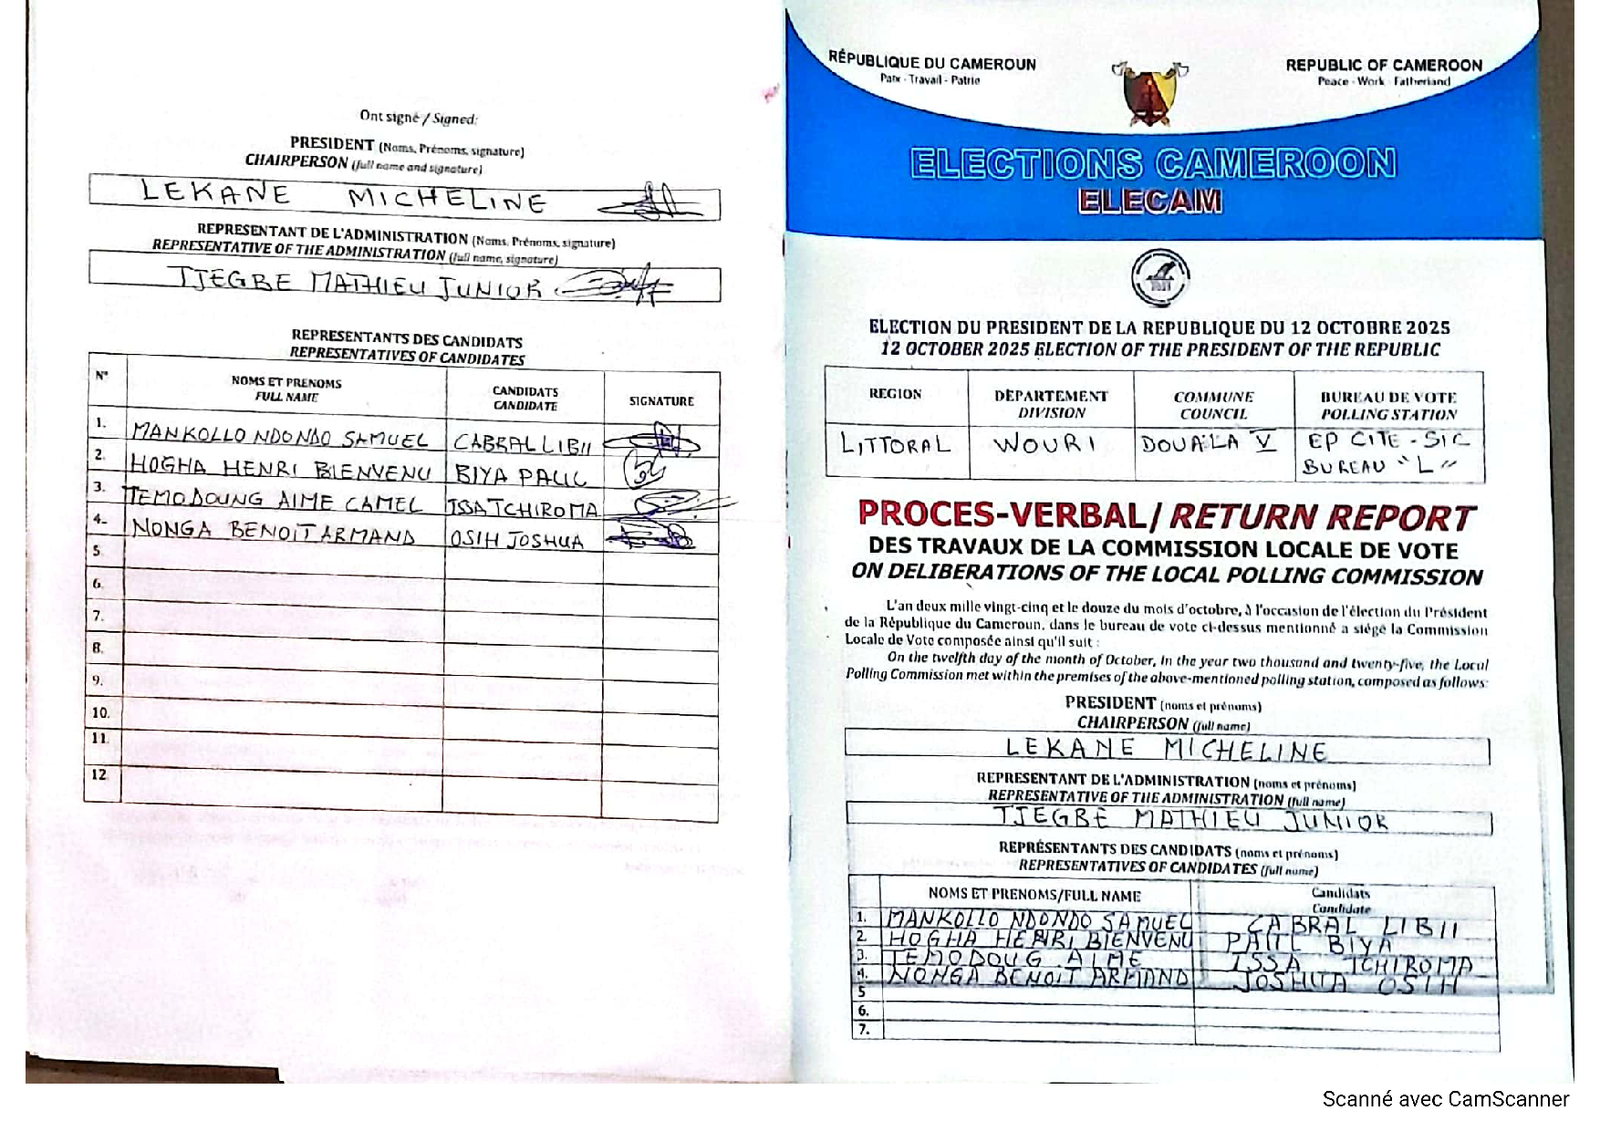 Ont signé / Signed:
PRESIDENT (Noms, Prénoms, signature)
CHAIRPERSON (full name and signature)
LEKANE MICHELINE
REPRESENTANT DE L'ADMINISTRATION (Noms, Prénoms, signature)
REPRESENTATIVE OF THE ADMINISTRATION (full name, signature)
TJEGBE MATHIEU JUNIOR
REPRESENTANTS DES CANDIDATS
REPRESENTATIVES OF CANDIDATES
N° NOMS ET PRENOMS FULL NAME CANDIDATS CANDIDATE SIGNATURE
1. MANKOLLO NDONDO SAMUEL CABRAL LIBII
2. HOGHA HENRI BIENVENU BIYA PAUL
3. TEMODOUNG AIME CAMEL ISSA TCHIROMA
4- NONGA BENOIT ARMAND OSIH JOSHUA
5
6.
7.
8.
9.
10.
11.
12
RÉPUBLIQUE DU CAMEROUN
Paix - Travail - Patrie
REPUBLIC OF CAMEROON
Peace - Work - Fatherland
ELECTIONS CAMEROON
ELECAM
ELECTION DU PRESIDENT DE LA REPUBLIQUE DU 12 OCTOBRE 2025
12 OCTOBER 2025 ELECTION OF THE PRESIDENT OF THE REPUBLIC
REGION DÉPARTEMENT DIVISION COMMUNE COUNCIL BUREAU DE VOTE POLLING STATION
LITTORAL WOURI DOUALA V EP CITE-SIC BUREAU "L"
PROCES-VERBAL/ RETURN REPORT
DES TRAVAUX DE LA COMMISSION LOCALE DE VOTE
ON DELIBERATIONS OF THE LOCAL POLLING COMMISSION
L'an deux mille vingt-cinq et le douze du mois d'octobre, à l'occasion de l'élection du Président
de la République du Cameroun, dans le bureau de vote ci-dessus mentionné a siégé la Commission
Locale de Vote composée ainsi qu'il suit :
On the twelfth day of the month of October, in the year two thousand and twenty-five, the Local
Polling Commission met within the premises of the above-mentioned polling station, composed as follows:
PRESIDENT (noms et prénoms)
CHAIRPERSON (full name)
LEKANE MICHELINE
REPRESENTANT DE L'ADMINISTRATION (noms et prénoms)
REPRESENTATIVE OF THE ADMINISTRATION (full name)
TJEGBE MATHIEU JUNIOR
REPRÉSENTANTS DES CANDIDATS (noms et prénoms)
REPRESENTATIVES OF CANDIDATES (full name)
NOMS ET PRENOMS/FULL NAME Candidats Candidate
1. MANKOLLO NDONDO SAMUEL CABRAL LIBII
2. HOGHA HENRI BIENVENU PAUL BIYA
3. TEMODOUG AIME ISSA TCHIROMA
4. NONGA BENOIT ARMAND JOSHUA OSIH
5
6.
7.
Scanné avec CamScanner